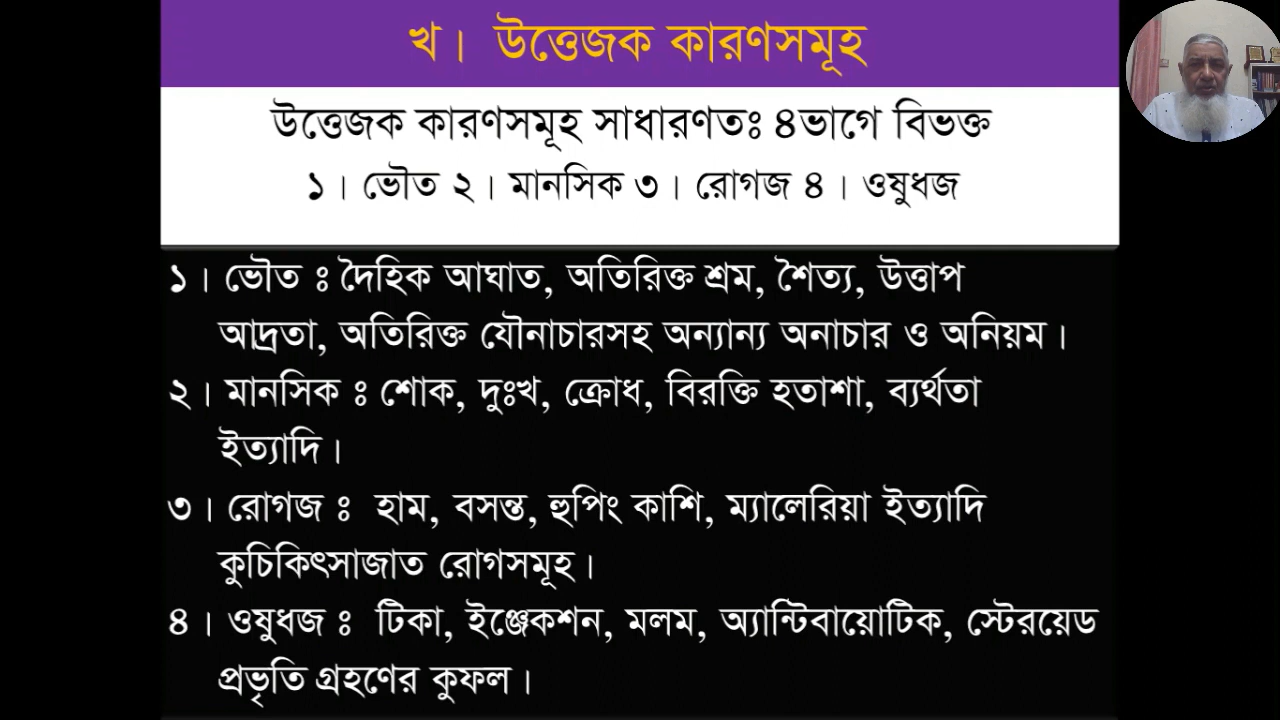 খ। উত্তেজক কারণসমূহ
উত্তেজক কারণসমূহ সাধারণতঃ ৪ভাগে বিভক্ত
১। ভৌত ২। মানসিক ৩। রোগজ ৪। ওষুধজ
১। ভৌত ঃ দৈহিক আঘাত, অতিরিক্ত শ্রম, শৈত্য, উত্তাপ
আদ্রতা, অতিরিক্ত যৌনাচারসহ অন্যান্য অনাচার ও অনিয়ম।
২। মানসিক ঃ শোক, দুঃখ, ক্রোধ, বিরক্তি হতাশা, ব্যর্থতা
ইত্যাদি।
৩। রোগজ ঃ হাম, বসন্ত, হুপিং কাশি, ম্যালেরিয়া ইত্যাদি
কুচিকিৎসাজাত রোগসমূহ।
৪। ওষুধজ ঃ টিকা, ইঞ্জেকশন, মলম, অ্যান্টিবায়োটিক, স্টেরয়েড
প্রভৃতি গ্রহণের কুফল।